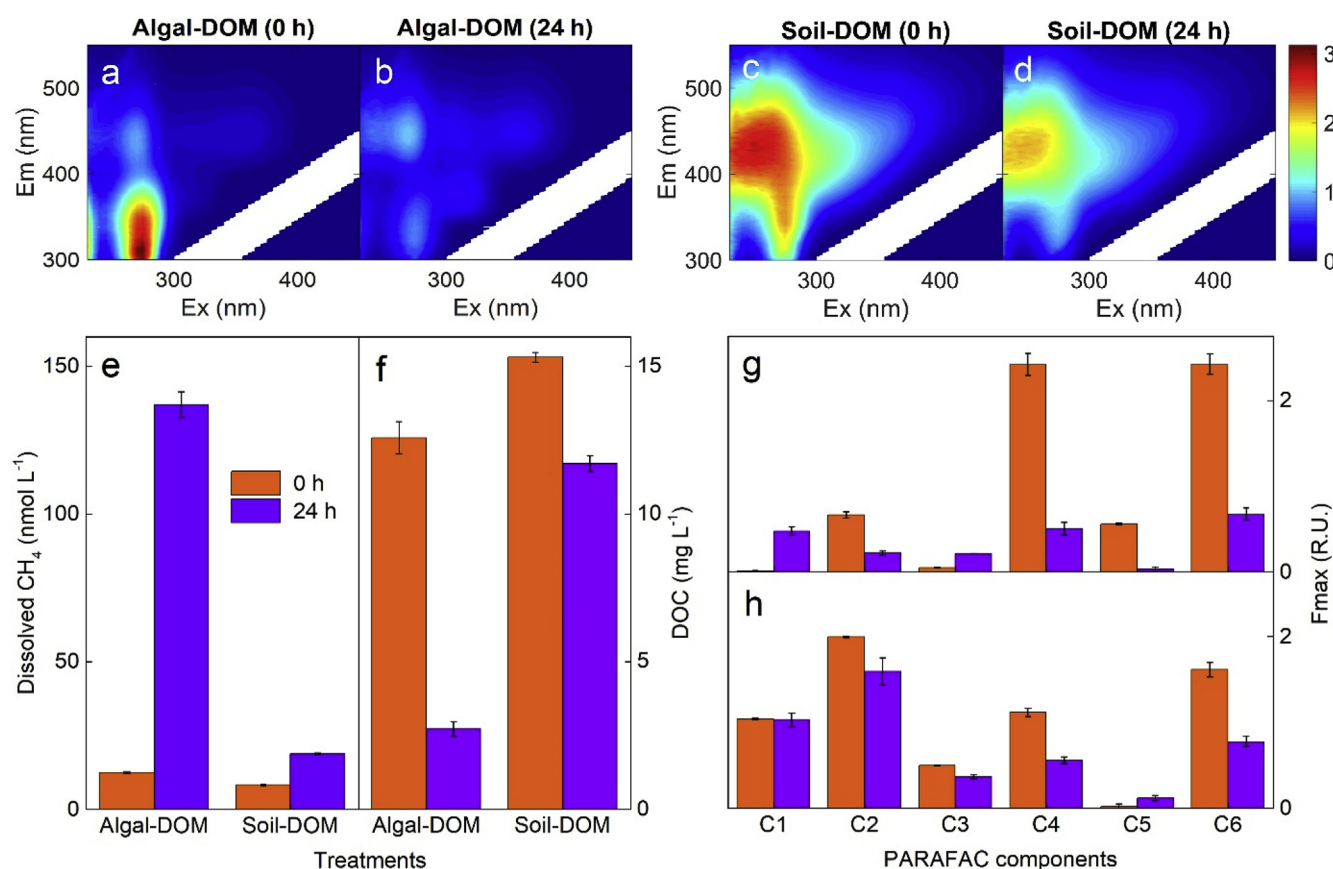 Algal-DOM (0 h)
Algal-DOM (24 h)
Soil-DOM (0 h)
Soil-DOM (24 h)
a
b
c
d
500
400
300
Em (nm)
300
400
300
400
Ex (nm)
Ex (nm)
500
400
300
Em (nm)
300
400
300
400
Ex (nm)
Ex (nm)
3
2
1
0
e
f
150
100
50
0
Dissolved CH₄ (nmol L⁻¹)
0 h
24 h
15
10
5
0
DOC (mg L⁻¹)
Algal-DOM
Soil-DOM
Algal-DOM
Soil-DOM
Treatments
g
2
0
h
2
0
Fmax (R.U.)
C1
C2
C3
C4
C5
C6
PARAFAC components